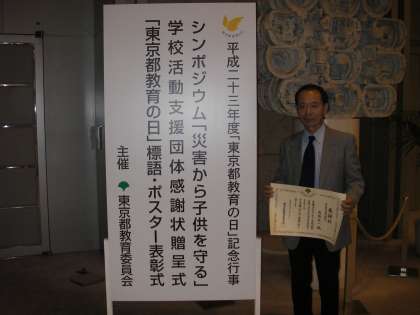 平成二十三年度「東京都教育の日」記念行事
シンポジウム「災害から子供を守る」
学校活動支援団体感謝状贈呈式
「東京都教育の日」標語・ポスター表彰式
主催 東京都教育委員会
感謝状